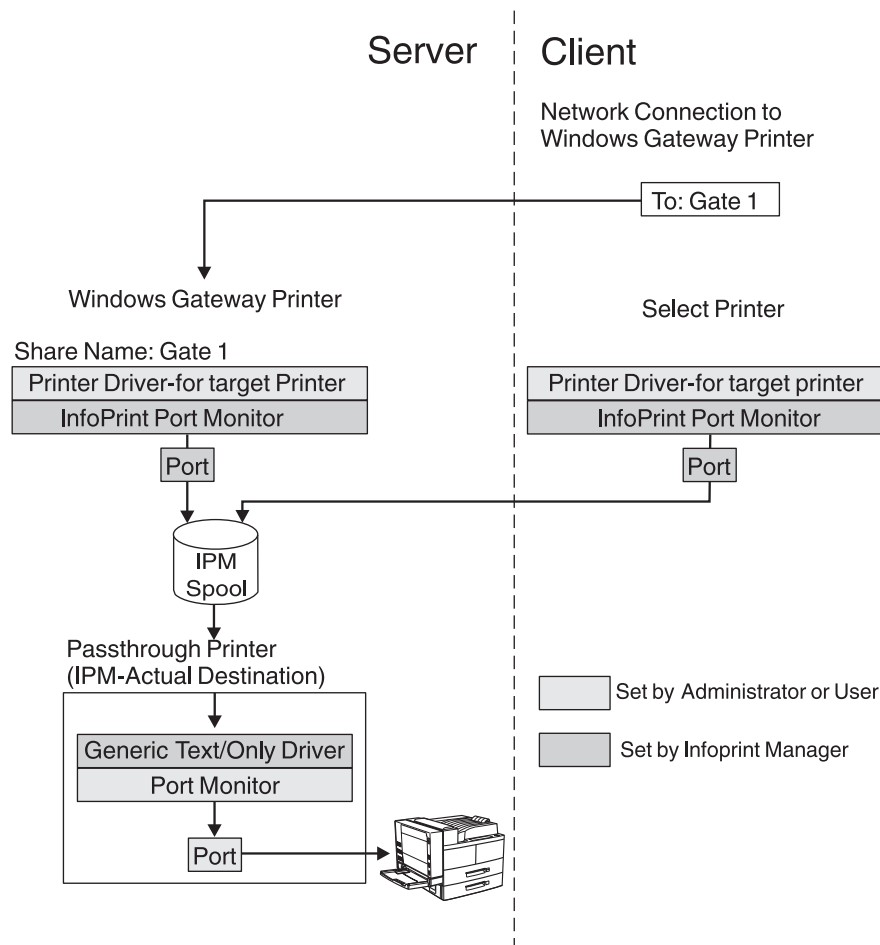 Server
Client
Network Connection to
Windows Gateway Printer
To: Gate 1
Windows Gateway Printer
Select Printer
Share Name: Gate 1
Printer Driver-for target Printer
InfoPrint Port Monitor
Port
Printer Driver-for target printer
InfoPrint Port Monitor
Port
IPM
Spool
Passthrough Printer
(IPM-Actual Destination)
Generic Text/Only Driver
Port Monitor
Port
Set by Administrator or User
Set by Infoprint Manager